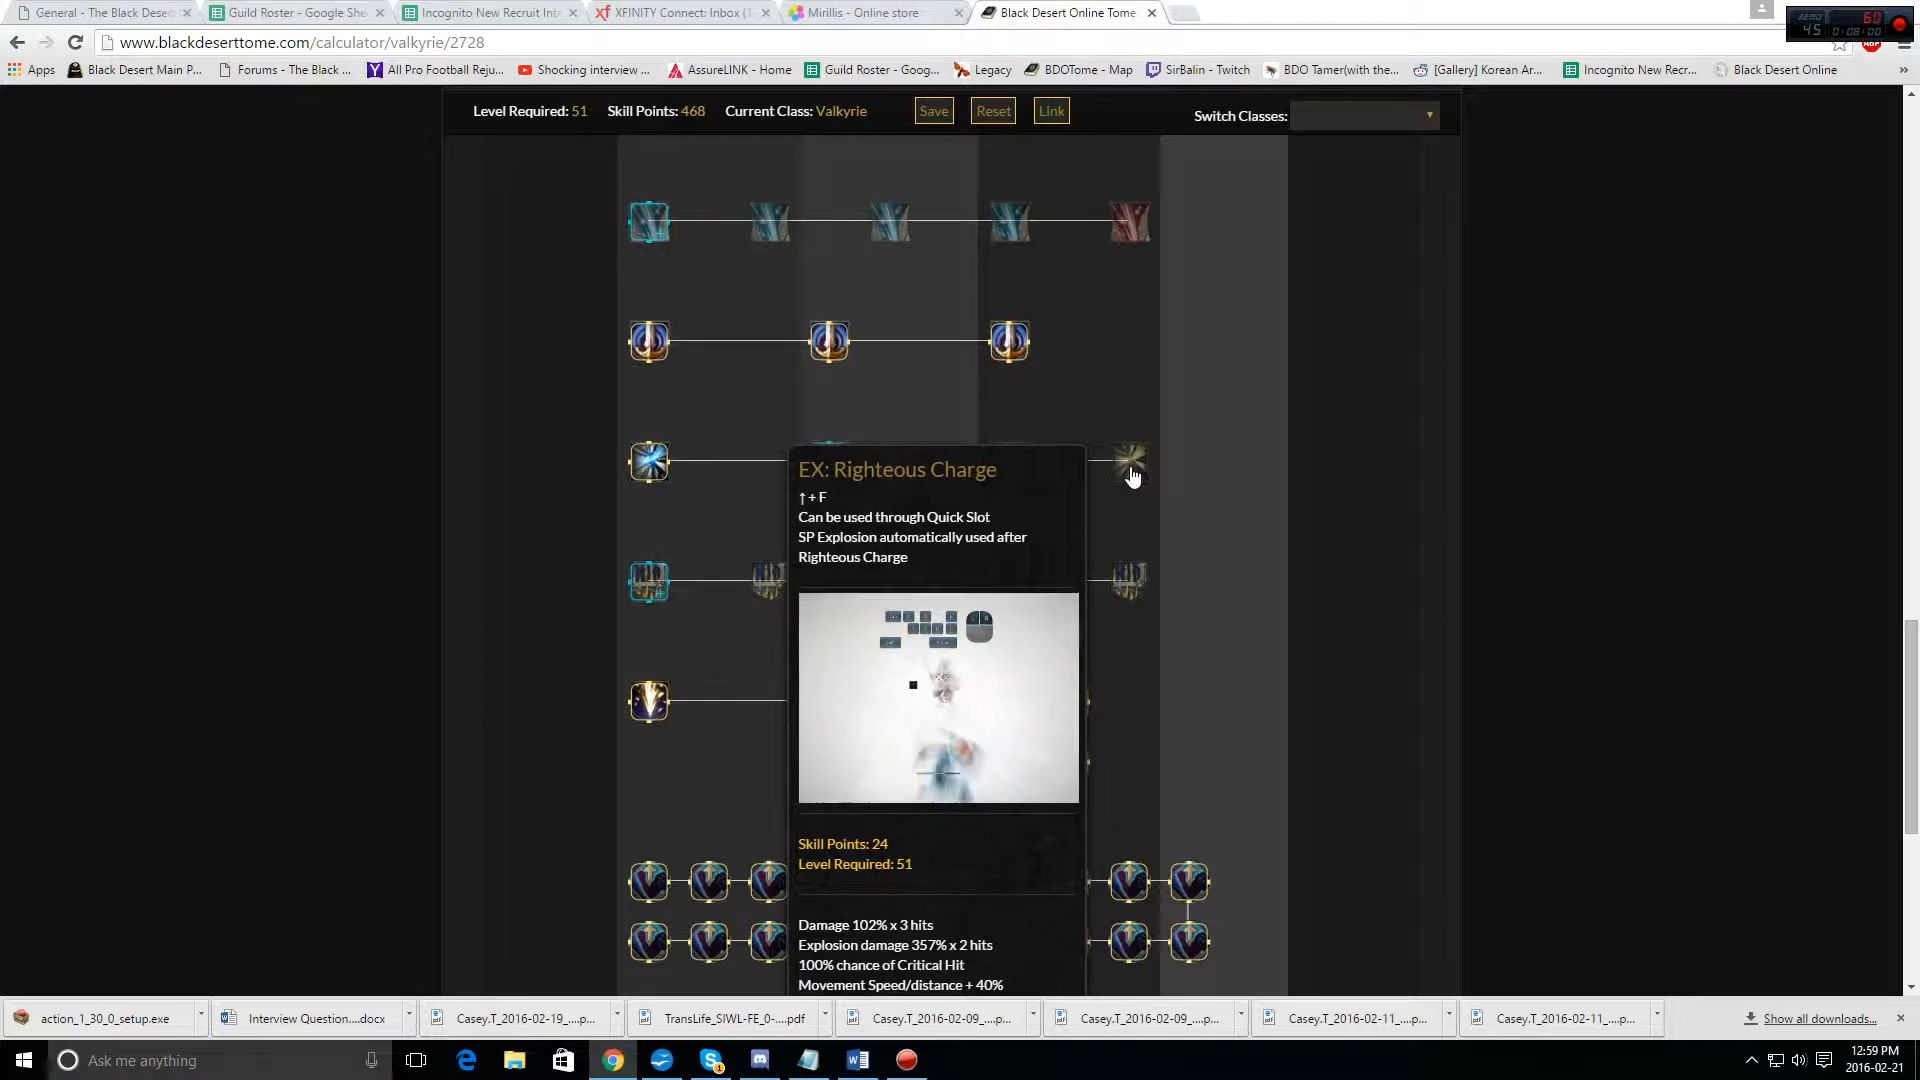 General - The Black Desert
Guild Roster - Google She
Incognito New Recruit Inte
XFINITY Connect: Inbox (1
Mirillis - Online store
Black Desert Online Tome
www.blackdeserttome.com/calculator/valkyrie/2728
Apps
Black Desert Main P...
Forums - The Black ...
All Pro Football Reju...
Shocking interview ...
AssureLINK - Home
Guild Roster - Goog...
Legacy
BDOTome - Map
SirBalin - Twitch
BDO Tamer(with the...
[Gallery] Korean Ar...
Incognito New Recr...
Black Desert Online
»
Level Required: 51
Skill Points: 468
Current Class: Valkyrie
Save
Reset
Link
Switch Classes:
EX: Righteous Charge
↑ + F
Can be used through Quick Slot
SP Explosion automatically used after
Righteous Charge
Skill Points: 24
Level Required: 51
Damage 102% x 3 hits
Explosion damage 357% x 2 hits
100% chance of Critical Hit
Movement Speed/distance + 40%
action_1_30_0_setup.exe
Interview Question....docx
Casey.T_2016-02-19_....p...
TransLife_SIWL-FE_0-....pdf
Casey.T_2016-02-09_....p...
Casey.T_2016-02-09_....p...
Casey.T_2016-02-11_....p...
Casey.T_2016-02-11_....p...
Show all downloads...
Ask me anything
12:59 PM
2016-02-21